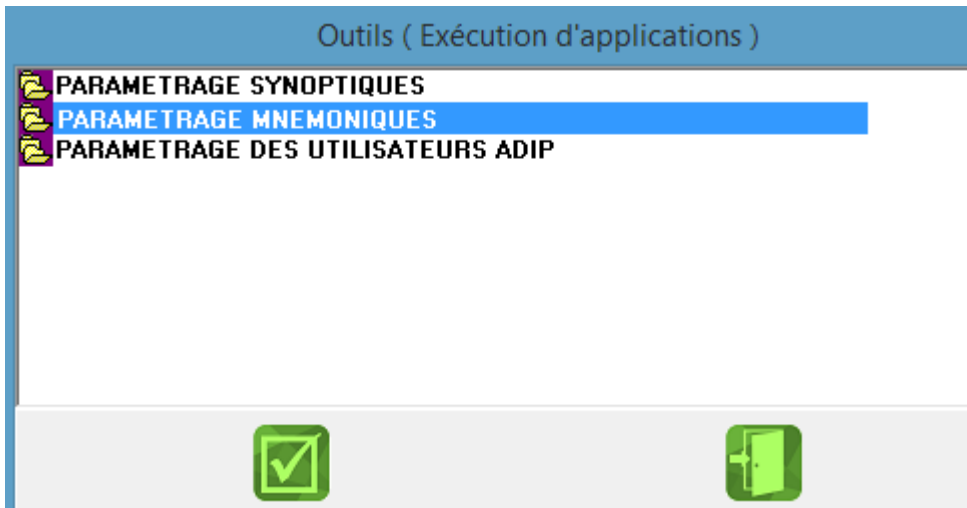 Outils ( Exécution d'applications )
PARAMETRAGE SYNOPTIQUES
PARAMETRAGE MNEMONIQUES
PARAMETRAGE DES UTILISATEURS ADIP